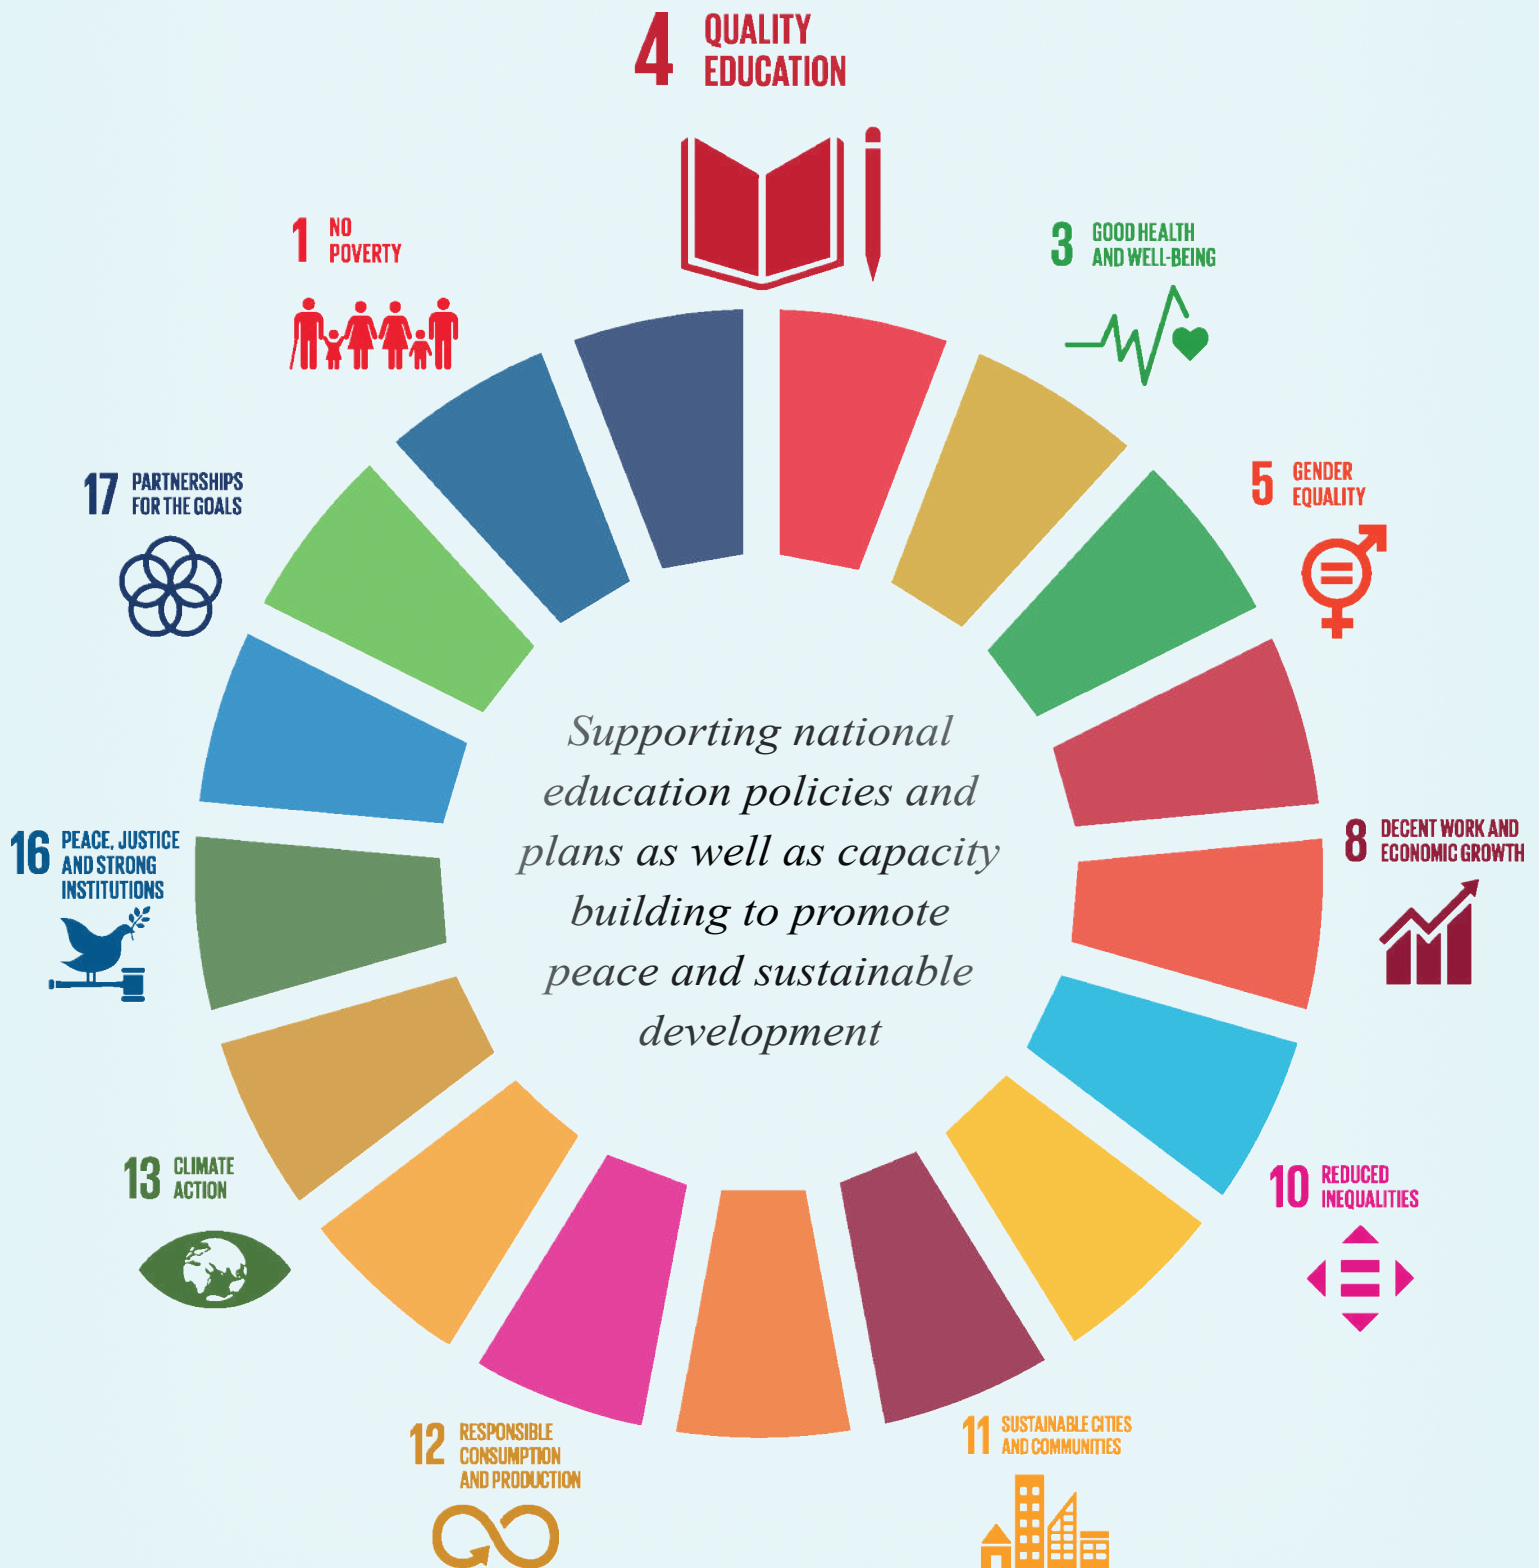 4 QUALITY
EDUCATION
1 NO
POVERTY
3 GOOD HEALTH
AND WELL-BEING
17 PARTNERSHIPS
FOR THE GOALS
5 GENDER
EQUALITY
Supporting national
education policies and
plans as well as capacity
building to promote
peace and sustainable
development
16 PEACE, JUSTICE
AND STRONG
INSTITUTIONS
8 DECENT WORK AND
ECONOMIC GROWTH
13 CLIMATE
ACTION
10 REDUCED
INEQUALITIES
12 RESPONSIBLE
CONSUMPTION
AND PRODUCTION
11 SUSTAINABLE CITIES
AND COMMUNITIES